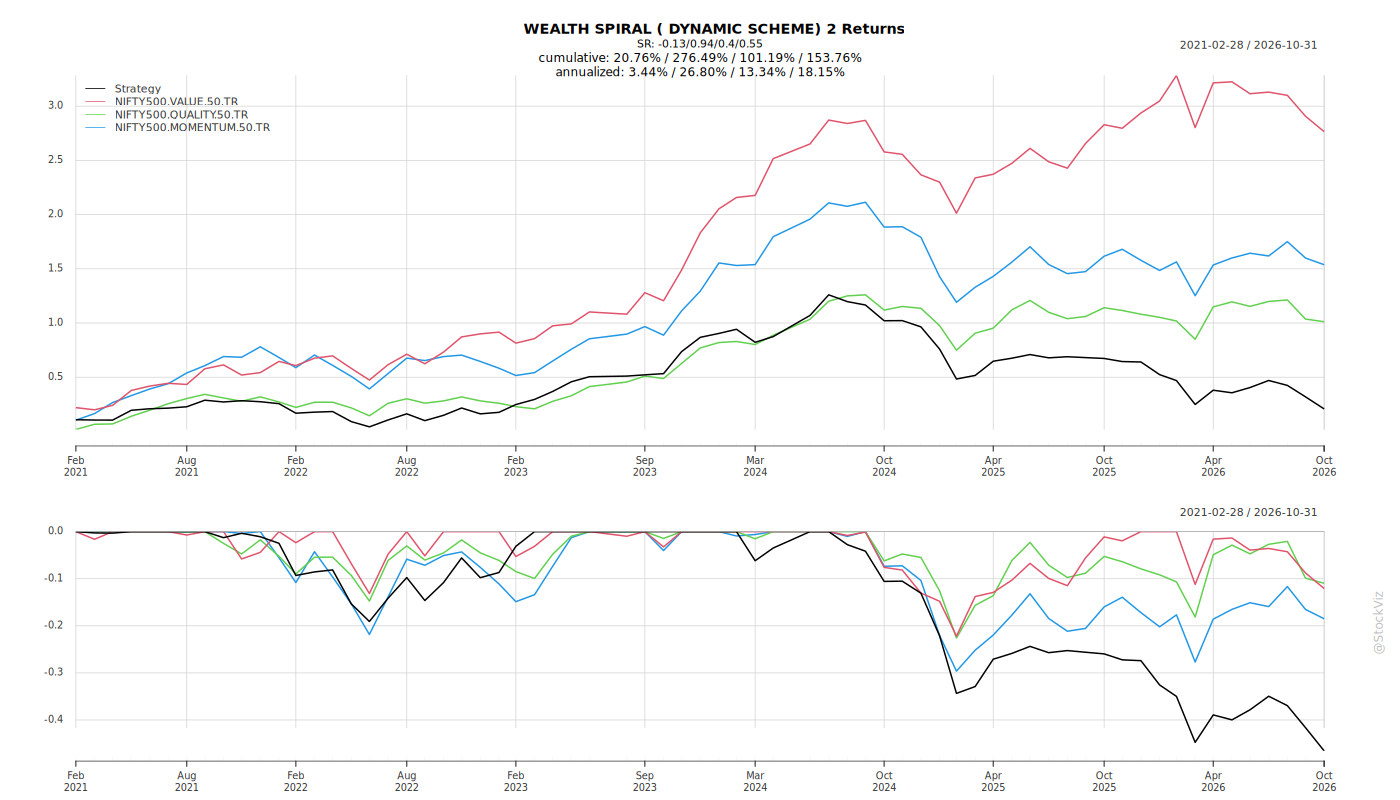 WEALTH SPIRAL ( DYNAMIC SCHEME) 2 Returns
SR: -0.13/0.94/0.4/0.55
cumulative: 20.76% / 276.49% / 101.19% / 153.76%
annualized: 3.44% / 26.80% / 13.34% / 18.15%
2021-02-28 / 2026-10-31
Strategy
NIFTY500.VALUE.50.TR
NIFTY500.QUALITY.50.TR
NIFTY500.MOMENTUM.50.TR
3.0
2.5
2.0
1.5
1.0
0.5
Feb Aug Feb Aug Feb Sep Mar Oct Apr Oct Apr Oct
2021 2021 2022 2022 2023 2023 2024 2024 2025 2025 2026 2026
2021-02-28 / 2026-10-31
0.0
-0.1
-0.2
-0.3
-0.4
Feb Aug Feb Aug Feb Sep Mar Oct Apr Oct Apr Oct
2021 2021 2022 2022 2023 2023 2024 2024 2025 2025 2026 2026
@StockViz